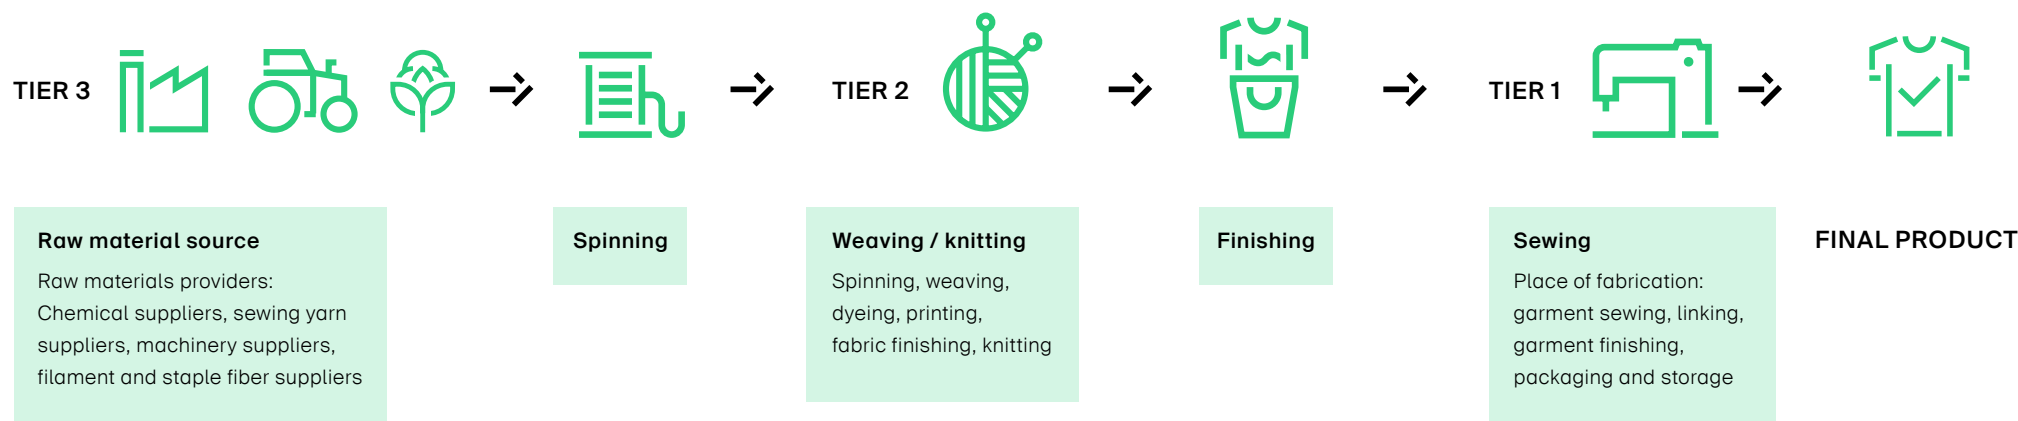 TIER 3
TIER 2
TIER 1
Raw material source
Raw materials providers:
Chemical suppliers, sewing yarn
suppliers, machinery suppliers,
filament and staple fiber suppliers
Spinning
Weaving / knitting
Spinning, weaving,
dyeing, printing,
fabric finishing, knitting
Finishing
Sewing
Place of fabrication:
garment sewing, linking,
garment finishing,
packaging and storage
FINAL PRODUCT